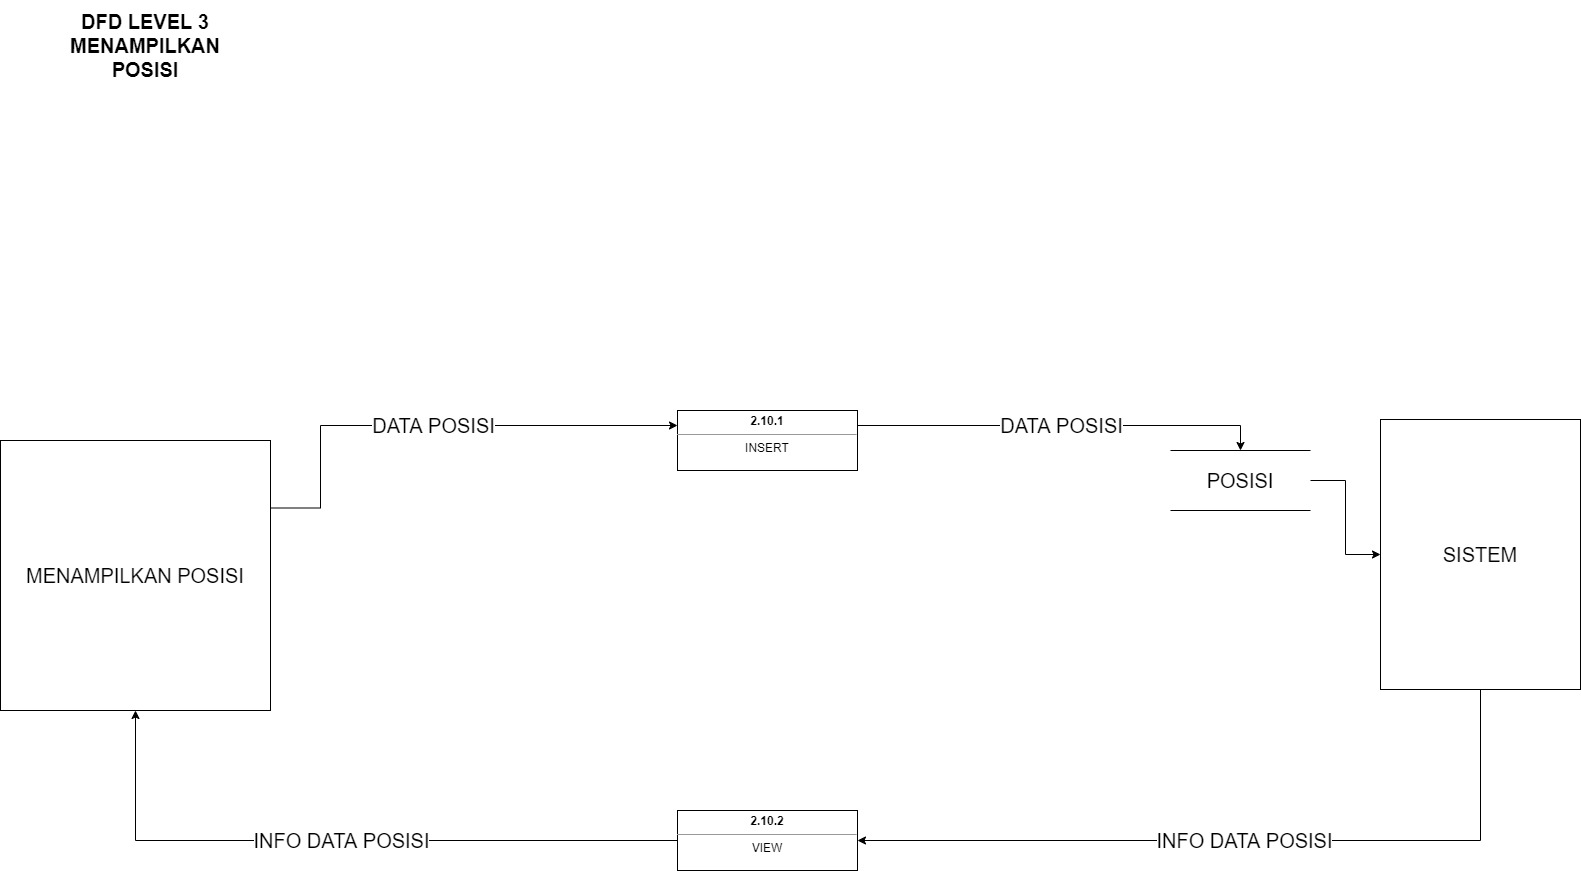 DFD LEVEL 3
MENAMPILKAN
POSISI
DATA POSISI
2.10.1
INSERT
DATA POSISI
POSISI
MENAMPILKAN POSISI
SISTEM
INFO DATA POSISI
2.10.2
VIEW
INFO DATA POSISI